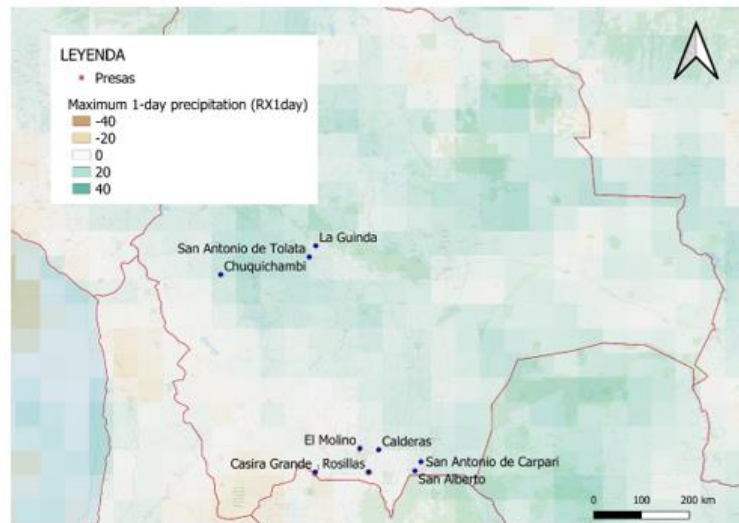 LEYENDA
Presas
Maximum 1-day precipitation (RX1day)
-40
-20
0
20
40
La Guinda
San Antonio de Tolata
Chuquichambi
El Molino
Calderas
Casira Grande
Rosillas
San Antonio de Carpari
San Alberto
0 100 200 km